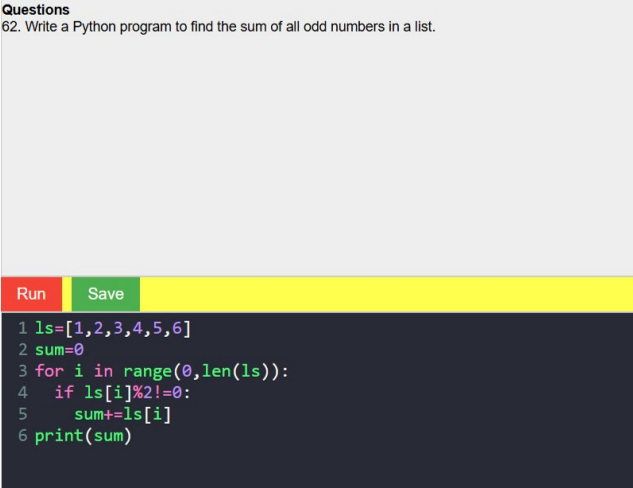 Questions
62. Write a Python program to find the sum of all odd numbers in a list.
Run Save
1 ls=[1,2,3,4,5,6]
2 sum=0
3 for i in range(0,len(ls)):
4   if ls[i]%2!=0:
5     sum+=ls[i]
6 print(sum)